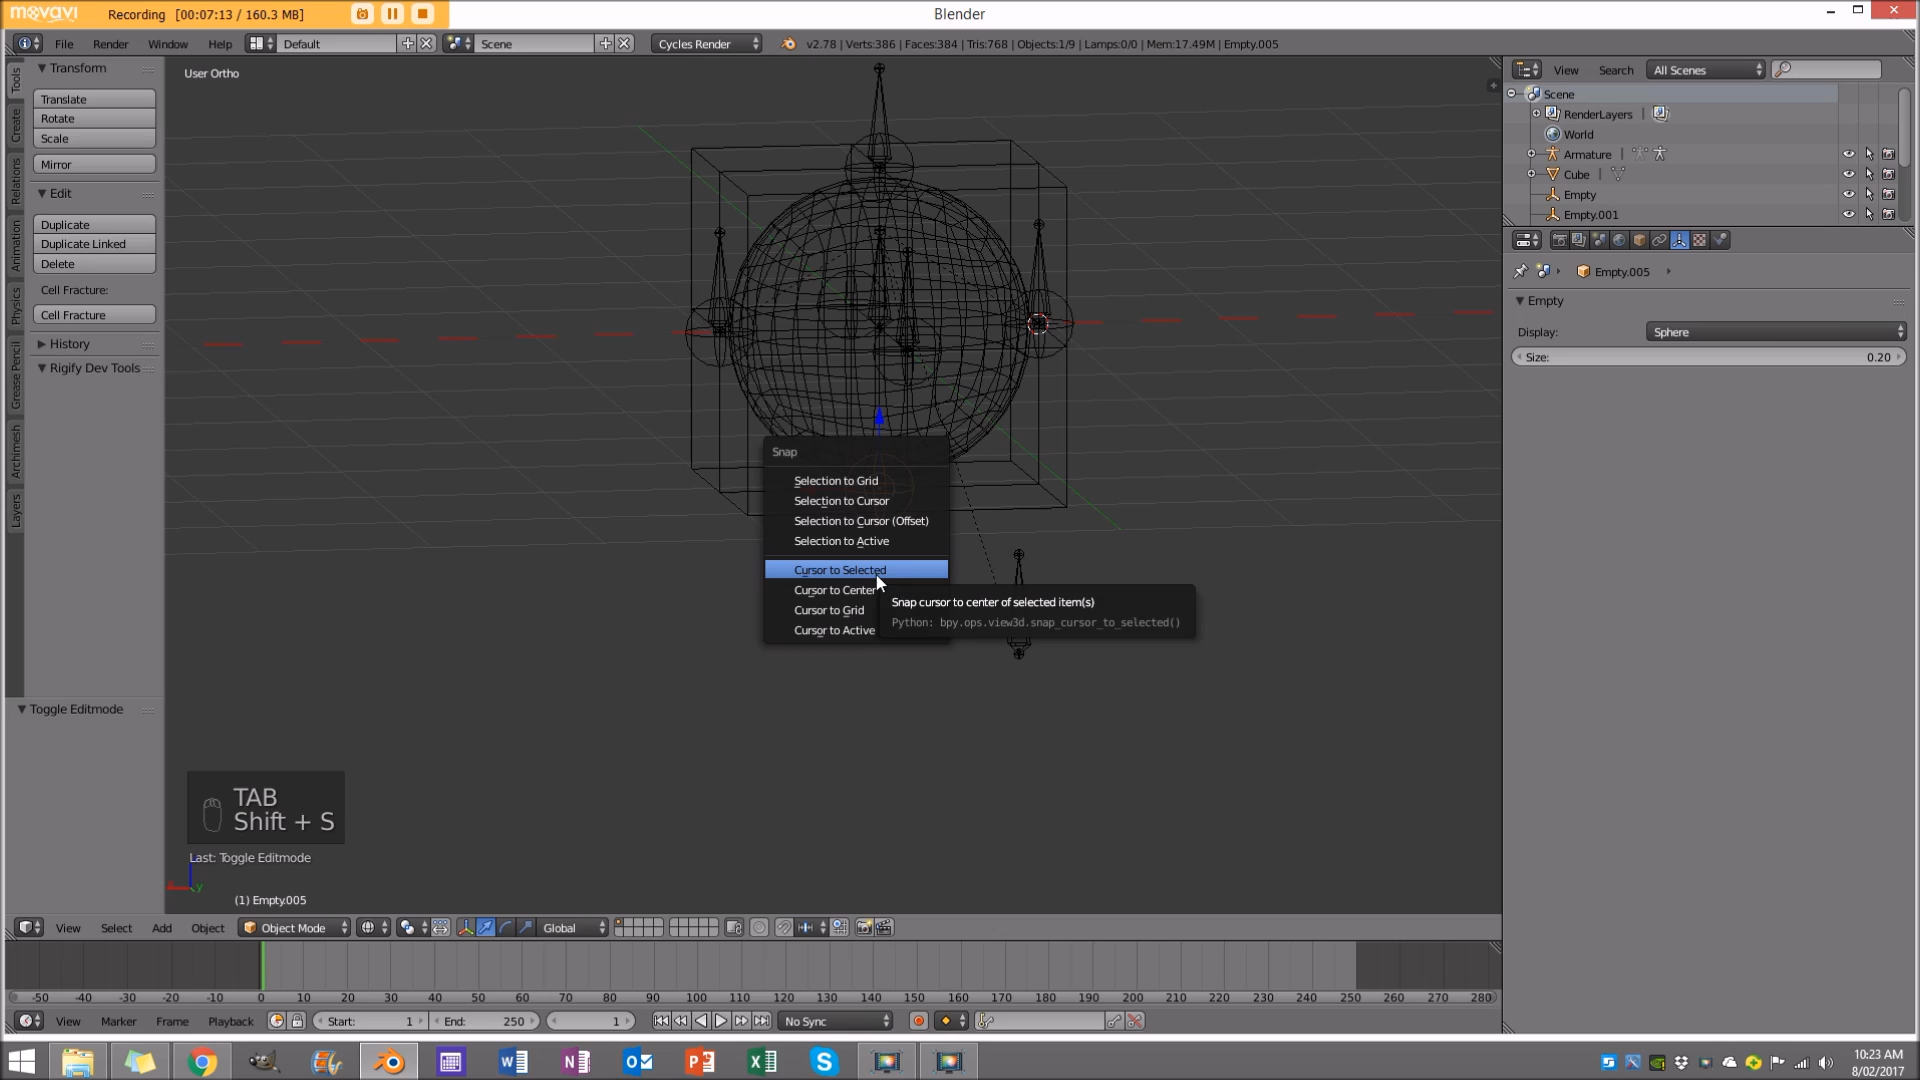 movavi
Recording [00:07:13 / 160.3 MB]
Blender
File Render Window Help Default Scene Cycles Render v2.78 | Verts:386 | Faces:384 | Tris:768 | Objects:1/9 | Lamps:0/0 | Mem:17.49M | Empty.005
Tools
Create
Relations
Animation
Physics
Grease Pencil
Archimesh
Layers
Transform
Translate
Rotate
Scale
Mirror
Edit
Duplicate
Duplicate Linked
Delete
Cell Fracture:
Cell Fracture
History
Rigify Dev Tools
Toggle Editmode
User Ortho
Snap
Selection to Grid
Selection to Cursor
Selection to Cursor (Offset)
Selection to Active
Cursor to Selected
Cursor to Center
Cursor to Grid
Cursor to Active
Snap cursor to center of selected item(s)
Python: bpy.ops.view3d.snap_cursor_to_selected()
TAB
Shift + S
Last: Toggle Editmode
y
(1) Empty.005
View Search All Scenes
Scene
RenderLayers
World
Armature
Cube
Empty
Empty.001
Empty.005
Empty
Display: Sphere
Size: 0.20
View Select Add Object Object Mode Global
-50 -40 -30 -20 -10 0 10 20 30 40 50 60 70 80 90 100 110 120 130 140 150 160 170 180 190 200 210 220 230 240 250 260 270 280
View Marker Frame Playback Start: 1 End: 250 1 No Sync
10:23 AM
8/02/2017